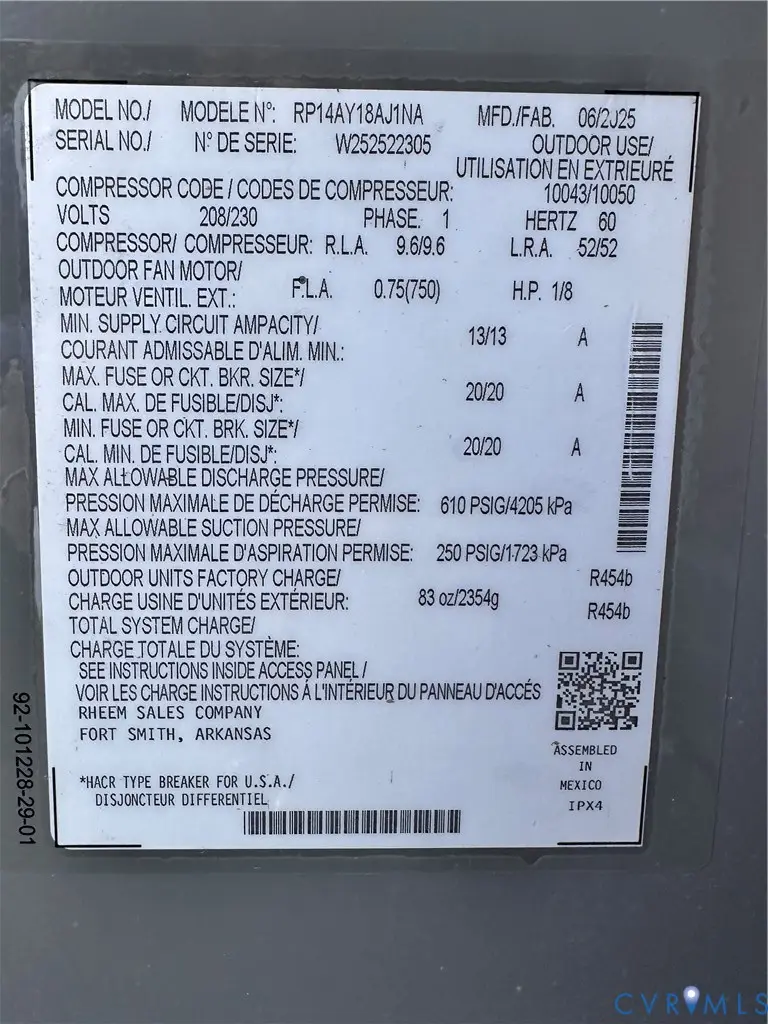 MODEL NO./ MODELE N°: RP14AY18AJ1NA MFD./FAB. 06/2025
SERIAL NO./ N° DE SERIE: W252522305 OUTDOOR USE/
UTILISATION EN EXTRIEURÉ
COMPRESSOR CODE / CODES DE COMPRESSEUR: 10043/10050
VOLTS 208/230 PHASE. 1 HERTZ 60
COMPRESSOR/ COMPRESSEUR: R.L.A. 9.6/9.6 L.R.A. 52/52
OUTDOOR FAN MOTOR/
MOTEUR VENTIL. EXT.: F.L.A. 0.75(750) H.P. 1/8
MIN. SUPPLY CIRCUIT AMPACITY/
COURANT ADMISSABLE D'ALIM. MIN.: 13/13 A
MAX. FUSE OR CKT. BKR. SIZE*/
CAL. MAX. DE FUSIBLE/DISJ*: 20/20 A
MIN. FUSE OR CKT. BRK. SIZE*/
CAL. MIN. DE FUSIBLE/DISJ*: 20/20 A
MAX ALLOWABLE DISCHARGE PRESSURE/
PRESSION MAXIMALE DE DÉCHARGE PERMISE: 610 PSIG/4205 kPa
MAX ALLOWABLE SUCTION PRESSURE/
PRESSION MAXIMALE D'ASPIRATION PERMISE: 250 PSIG/1723 kPa
OUTDOOR UNITS FACTORY CHARGE/ R454b
CHARGE USINE D'UNITÉS EXTÉRIEUR: 83 oz/2354g
TOTAL SYSTEM CHARGE/ R454b
CHARGE TOTALE DU SYSTÈME:
SEE INSTRUCTIONS INSIDE ACCESS PANEL /
VOIR LES CHARGE INSTRUCTIONS À L'INTÉRIEUR DU PANNEAU D'ACCÉS
RHEEM SALES COMPANY
FORT SMITH, ARKANSAS
ASSEMBLED
IN
MEXICO
IPX4
*HACR TYPE BREAKER FOR U.S.A./
DISJONCTEUR DIFFERENTIEL
92-101228-29-01
CVRMLS